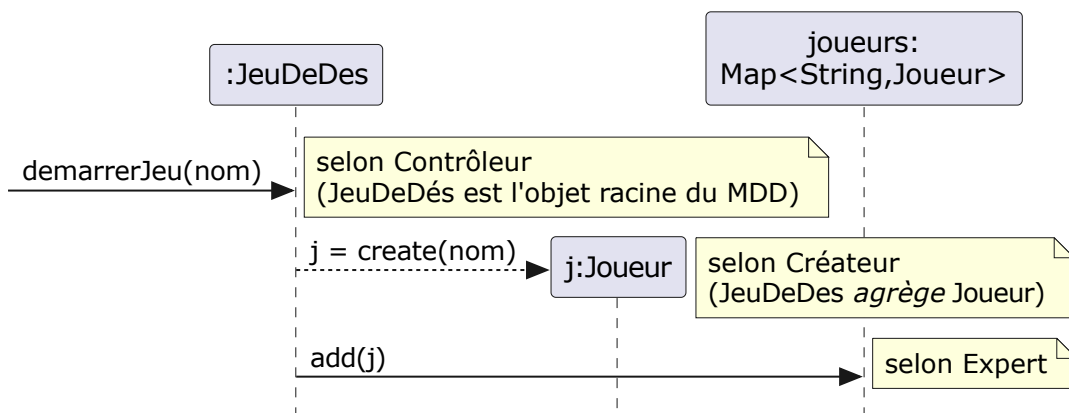 :JeuDeDes
joueurs:
Map<String,Joueur>
demarrerJeu(nom)
selon Contrôleur
(JeuDeDés est l'objet racine du MDD)
j = create(nom)
j:Joueur
selon Créateur
(JeuDeDes agrège Joueur)
add(j)
selon Expert